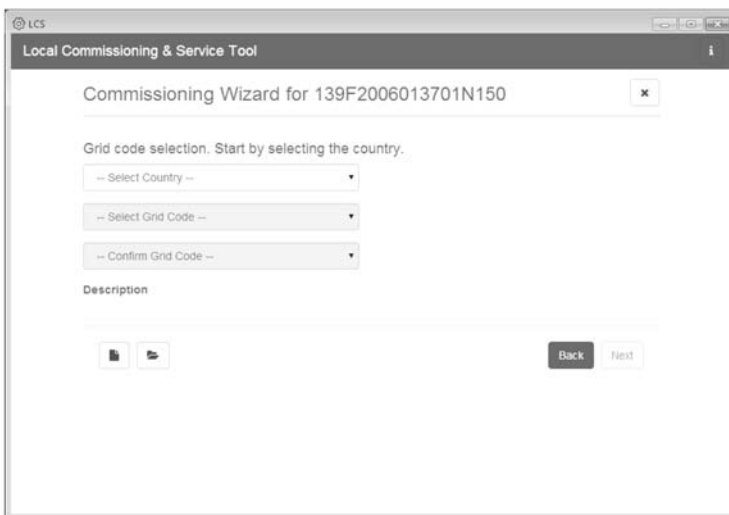 LCS
Local Commissioning & Service Tool
i
Commissioning Wizard for 139F2006013701N150
Grid code selection. Start by selecting the country.
-- Select Country --
-- Select Grid Code --
-- Confirm Grid Code --
Description
Back Next